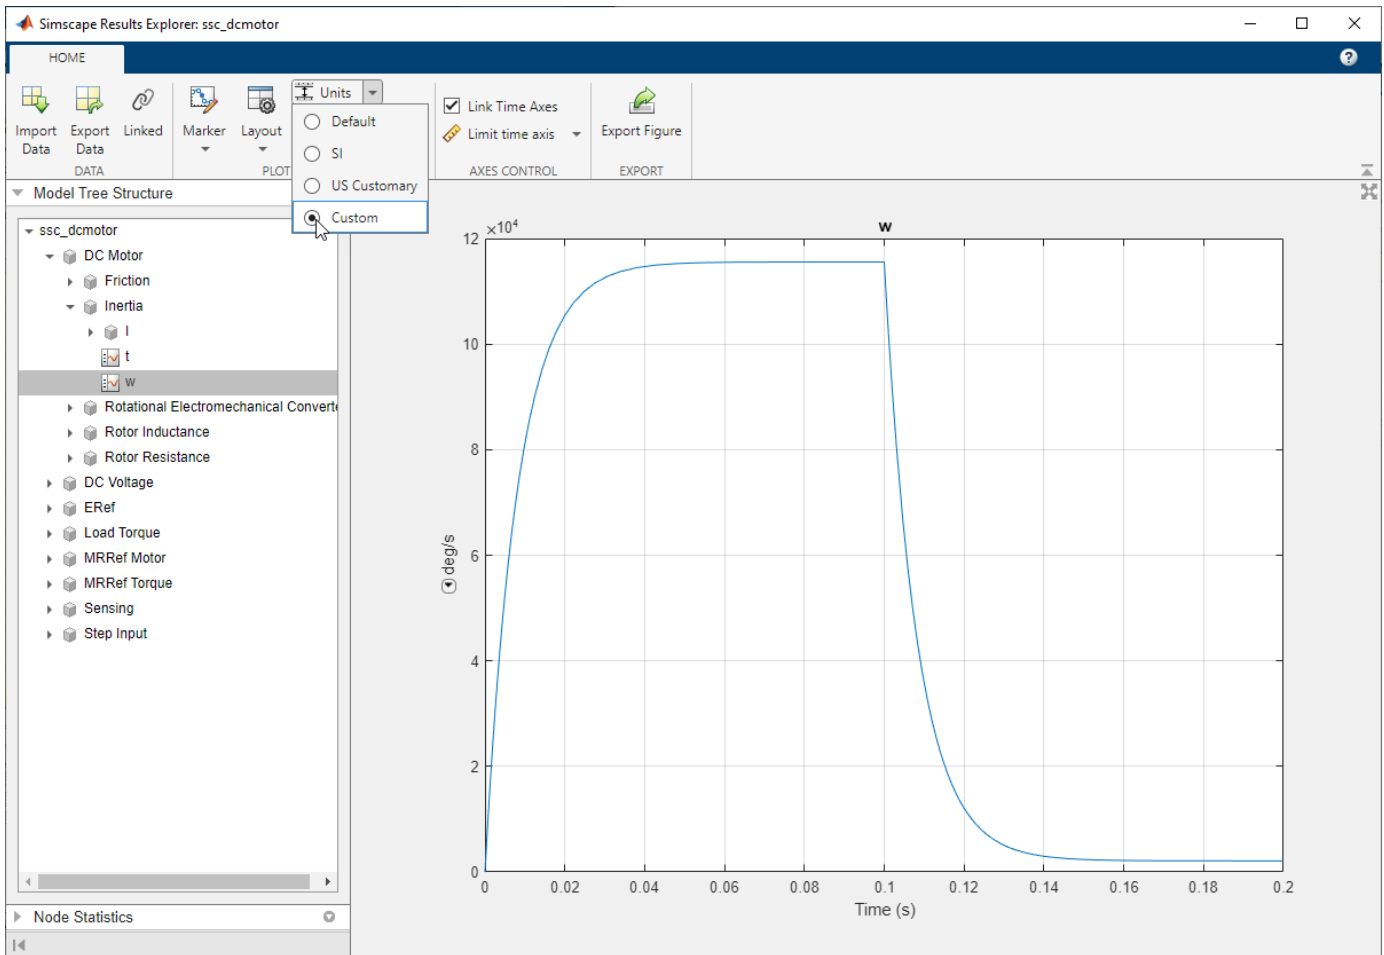 Simscape Results Explorer: ssc_dcmotor
HOME
?
Import Data
Export Data
Linked
DATA
Marker
Layout
Units
PLOT
Default
SI
US Customary
Custom
Link Time Axes
Limit time axis
AXES CONTROL
Export Figure
EXPORT
Model Tree Structure
ssc_dcmotor
DC Motor
Friction
Inertia
I
t
w
Rotational Electromechanical Converte
Rotor Inductance
Rotor Resistance
DC Voltage
ERef
Load Torque
MRRef Motor
MRRef Torque
Sensing
Step Input
Node Statistics
w
×10⁴
12
10
8
6
4
2
0
deg/s
0 0.02 0.04 0.06 0.08 0.1 0.12 0.14 0.16 0.18 0.2
Time (s)